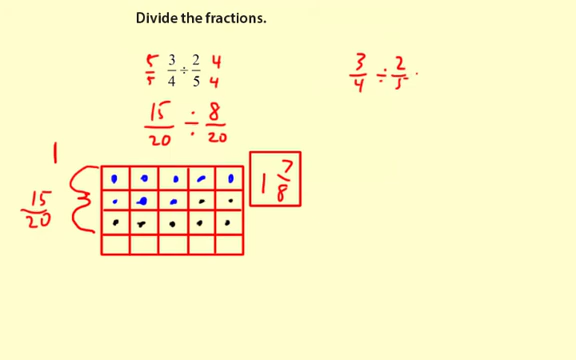 Divide the fractions.
5/5 3/4 ÷ 2/5 4/4
15/20 ÷ 8/20
3/4 ÷ 2/5
1
15/20
1 7/8